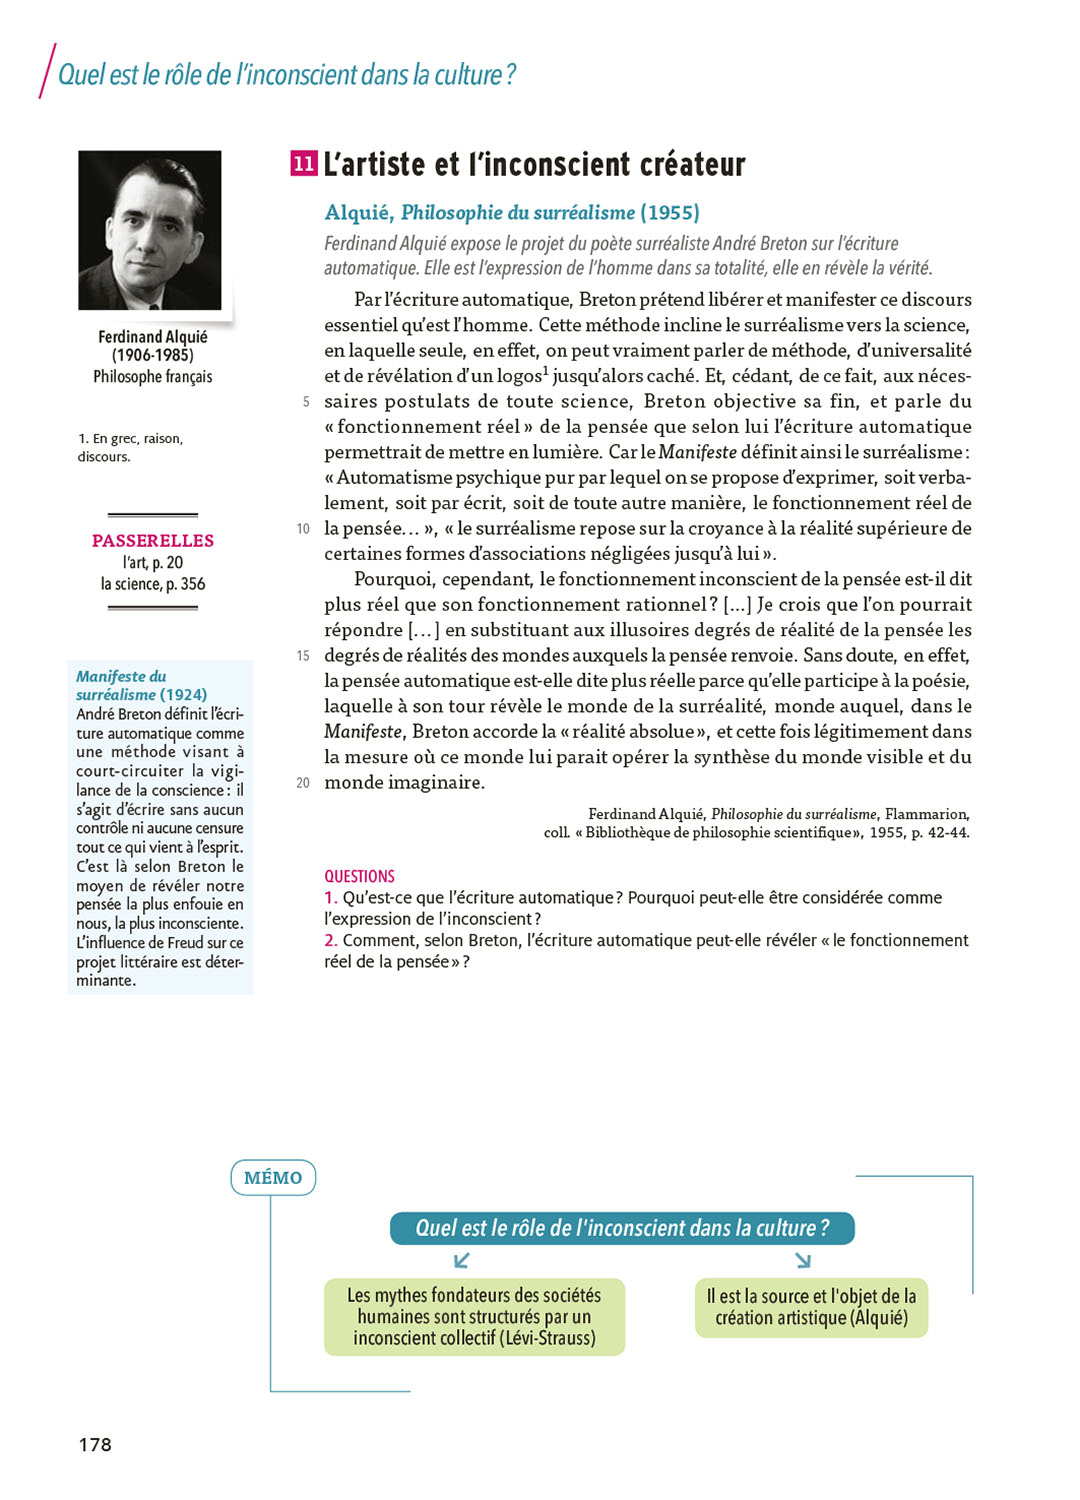 Quel est le rôle de l’inconscient dans la culture ?
11 L’artiste et l’inconscient créateur
Alquié, Philosophie du surréalisme (1955)
Ferdinand Alquié expose le projet du poète surréaliste André Breton sur l’écriture
automatique. Elle est l’expression de l’homme dans sa totalité, elle en révèle la vérité.
Par l’écriture automatique, Breton prétend libérer et manifester ce discours
essentiel qu’est l’homme. Cette méthode incline le surréalisme vers la science,
en laquelle seule, en effet, on peut vraiment parler de méthode, d’universalité
et de révélation d’un logos1 jusqu’alors caché. Et, cédant, de ce fait, aux néces-
5 saires postulats de toute science, Breton objective sa fin, et parle du
« fonctionnement réel » de la pensée que selon lui l’écriture automatique
permettrait de mettre en lumière. Car le Manifeste définit ainsi le surréalisme :
« Automatisme psychique pur par lequel on se propose d’exprimer, soit verba-
lement, soit par écrit, soit de toute autre manière, le fonctionnement réel de
10 la pensée... », « le surréalisme repose sur la croyance à la réalité supérieure de
certaines formes d’associations négligées jusqu’à lui ».
Pourquoi, cependant, le fonctionnement inconscient de la pensée est-il dit
plus réel que son fonctionnement rationnel ? [...] Je crois que l’on pourrait
répondre [...] en substituant aux illusoires degrés de réalité de la pensée les
15 degrés de réalités des mondes auxquels la pensée renvoie. Sans doute, en effet,
la pensée automatique est-elle dite plus réelle parce qu’elle participe à la poésie,
laquelle à son tour révèle le monde de la surréalité, monde auquel, dans le
Manifeste, Breton accorde la « réalité absolue », et cette fois légitimement dans
la mesure où ce monde lui parait opérer la synthèse du monde visible et du
20 monde imaginaire.
Ferdinand Alquié, Philosophie du surréalisme, Flammarion,
coll. « Bibliothèque de philosophie scientifique », 1955, p. 42-44.
QUESTIONS
1. Qu’est-ce que l’écriture automatique ? Pourquoi peut-elle être considérée comme
l’expression de l’inconscient ?
2. Comment, selon Breton, l’écriture automatique peut-elle révéler « le fonctionnement
réel de la pensée » ?
Ferdinand Alquié
(1906-1985)
Philosophe français
1. En grec, raison,
discours.
PASSERELLES
l’art, p. 20
la science, p. 356
Manifeste du
surréalisme (1924)
André Breton définit l’écri-
ture automatique comme
une méthode visant à
court-circuiter la vigi-
lance de la conscience : il
s’agit d’écrire sans aucun
contrôle ni aucune censure
tout ce qui vient à l’esprit.
C’est là selon Breton le
moyen de révéler notre
pensée la plus enfouie en
nous, la plus inconsciente.
L’influence de Freud sur ce
projet littéraire est déter-
minante.
MÉMO
Quel est le rôle de l'inconscient dans la culture ?
Les mythes fondateurs des sociétés
humaines sont structurés par un
inconscient collectif (Lévi-Strauss)
Il est la source et l'objet de la
création artistique (Alquié)
178